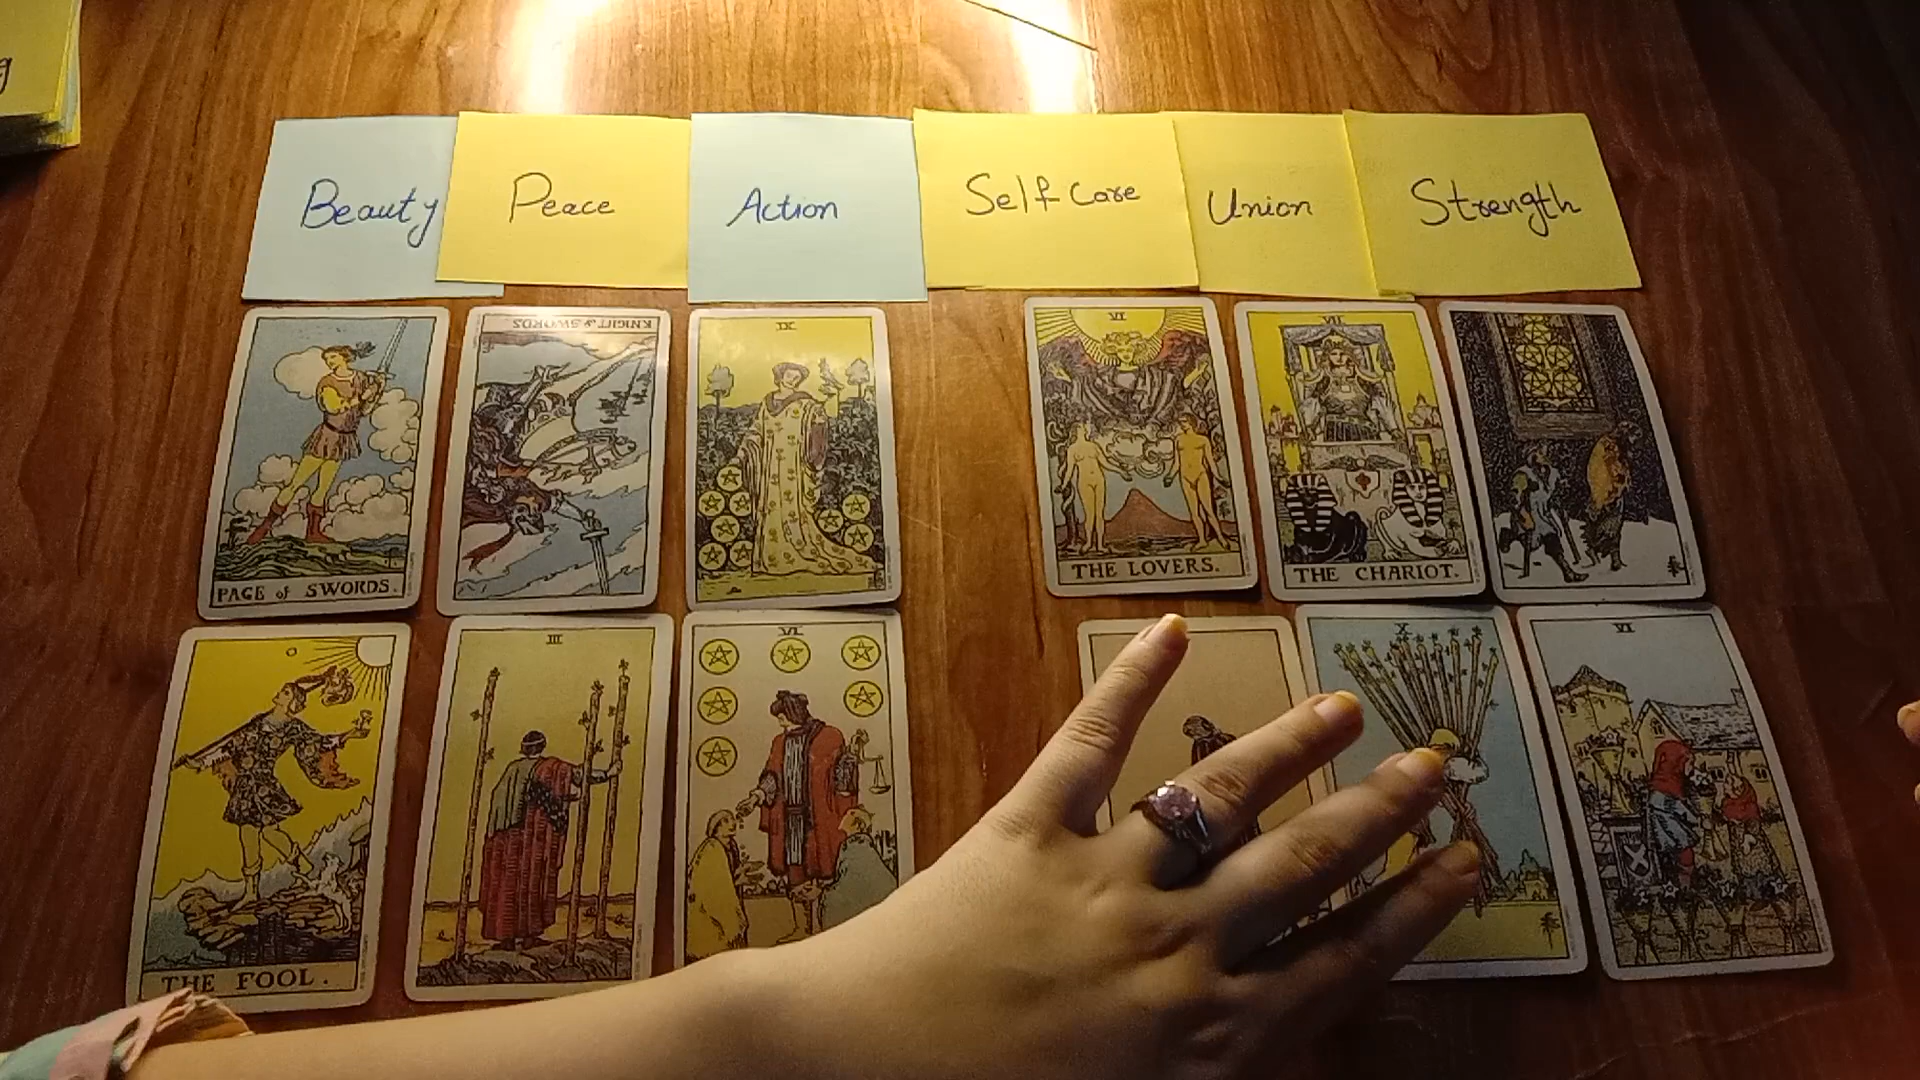 g
Beauty
Peace
Action
Self Care
Union
Strength
KNIGHT of SWORDS
IX
VI
VII
PAGE of SWORDS.
THE LOVERS.
THE CHARIOT.
III
VI
X
VI
THE FOOL.